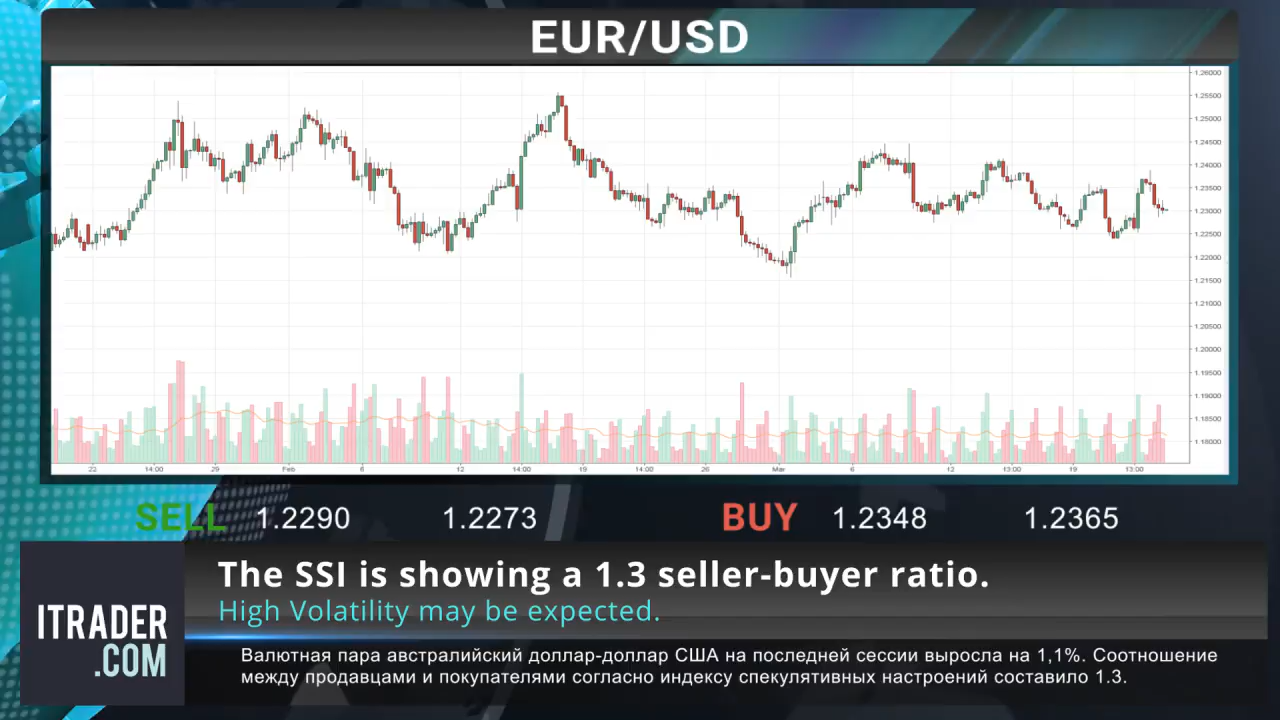 EUR/USD
1.26000
1.25500
1.25000
1.24500
1.24000
1.23500
1.23000
1.22500
1.22000
1.21500
1.21000
1.20500
1.20000
1.19500
1.19000
1.18500
1.18000
22 14:00 29 Feb 6 12 14:00 19 14:00 26 Mar 6 12 13:00 19 13:00
SELL 1.2290 1.2273 BUY 1.2348 1.2365
The SSI is showing a 1.3 seller-buyer ratio.
High Volatility may be expected.
ITRADER
.COM
Валютная пара австралийский доллар-доллар США на последней сессии выросла на 1,1%. Соотношение
между продавцами и покупателями согласно индексу спекулятивных настроений составило 1.3.